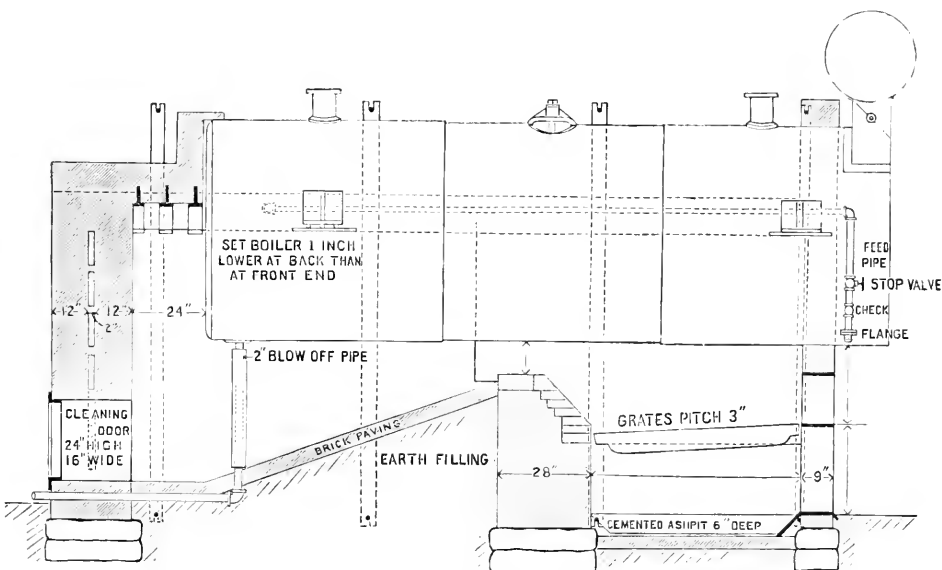 SET BOILER 1 INCH
LOWER AT BACK THAN
AT FRONT END
FEED
PIPE
STOP VALVE
CHECK
FLANGE
12"
12"
2"
24"
2" BLOW OFF PIPE
CLEANING
DOOR
24" HIGH
16" WIDE
BRICK PAVING
EARTH FILLING
GRATES PITCH 3"
28"
9"
CEMENTED ASHPIT 6" DEEP